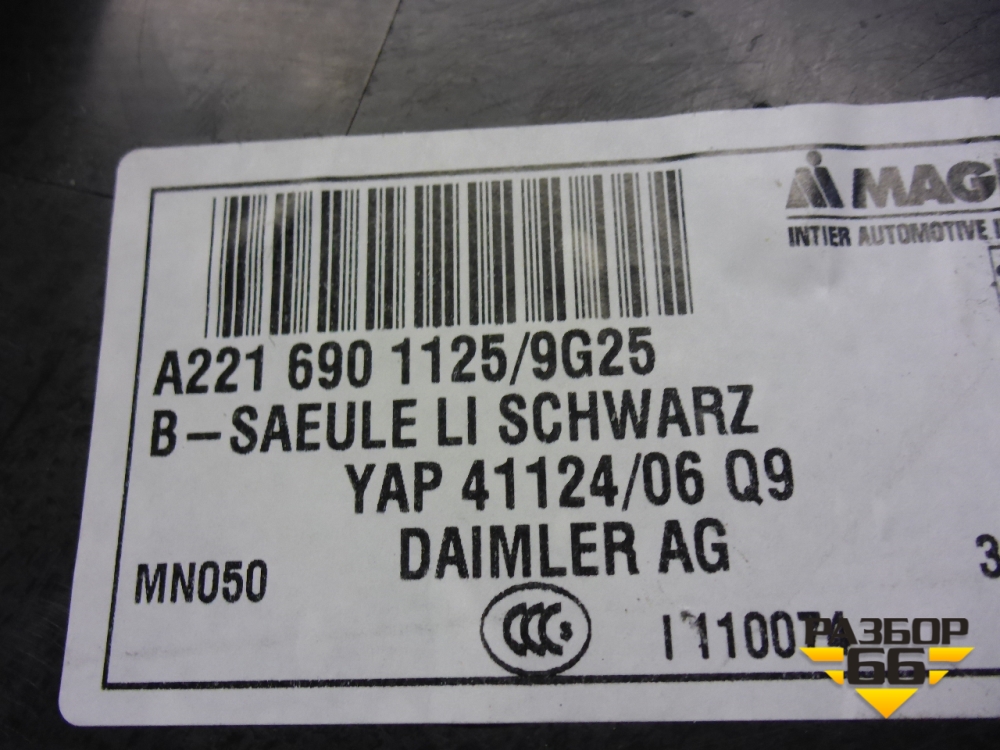 INTIER AUTOMOTIVE
A221 690 1125/9G25
B-SAEULE LI SCHWARZ
YAP 41124/06 Q9
DAIMLER AG
MN050
3
CCC S
РАЗБОР
66